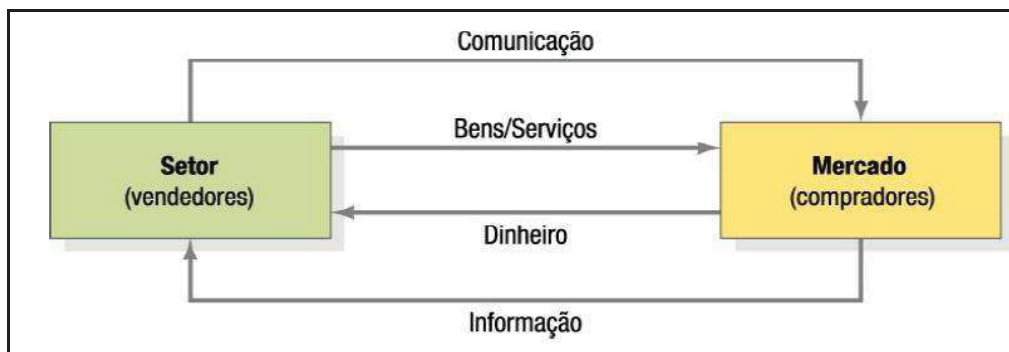 Comunicação
Bens/Serviços
Setor
(vendedores)
Mercado
(compradores)
Dinheiro
Informação